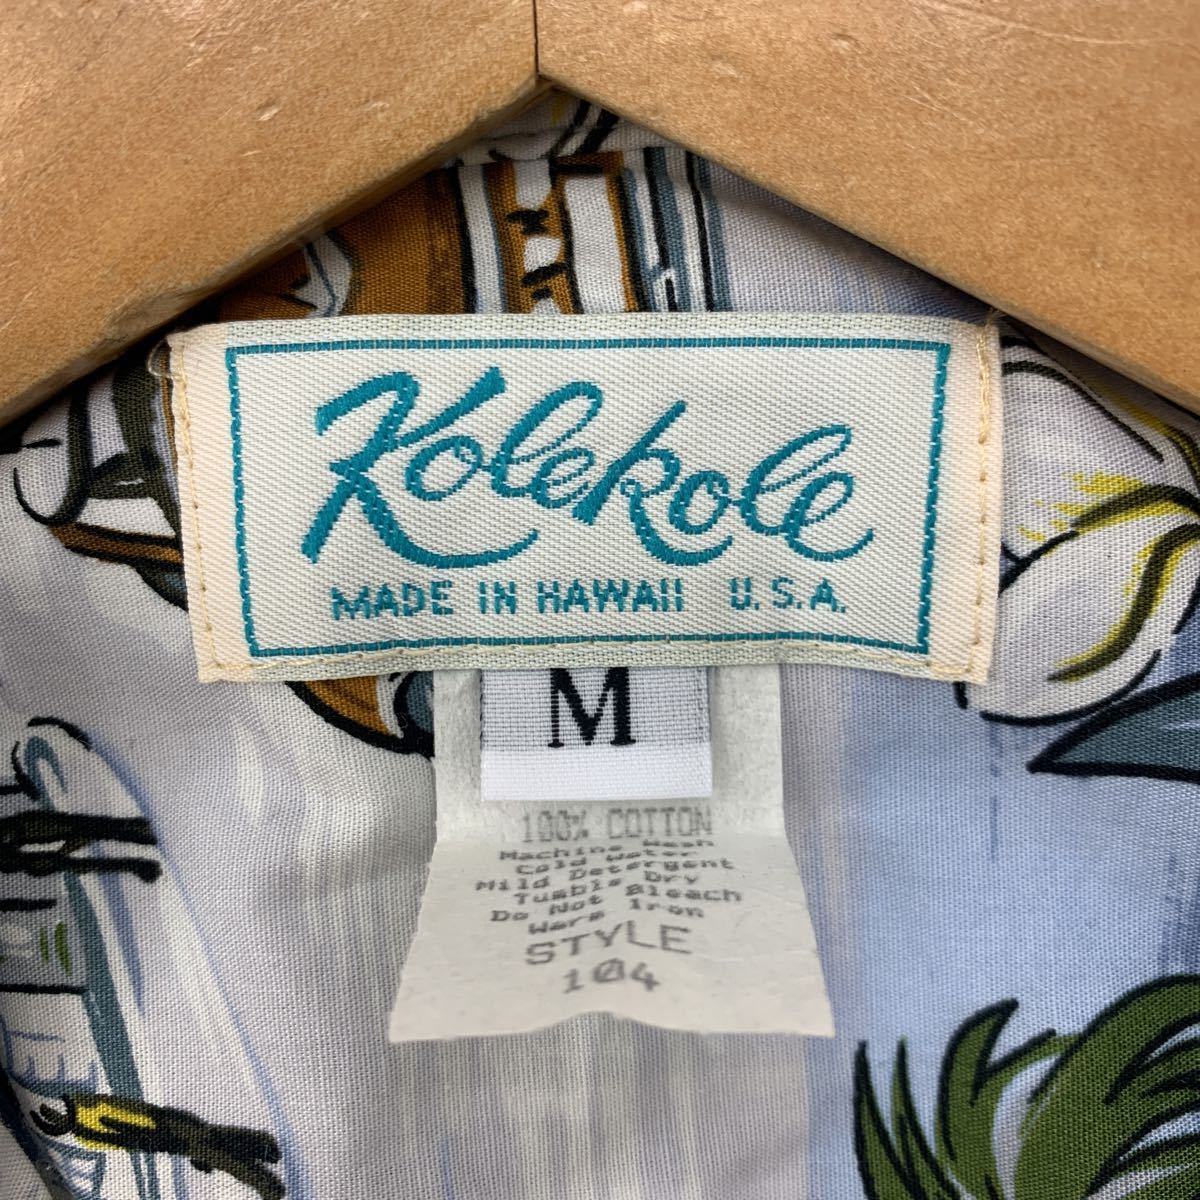 Kolekole
MADE IN HAWAII U.S.A.
M
100% COTTON
Machine Wash
Cold Water
Mild Detergent
Tumble Dry
Do Not Bleach
Warm Iron
STYLE
104